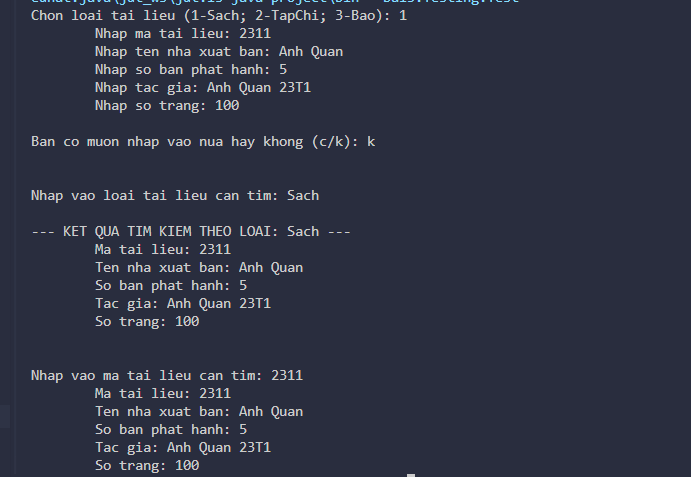 Chon loai tai lieu (1-Sach; 2-TapChi; 3-Bao): 1
Nhap ma tai lieu: 2311
Nhap ten nha xuat ban: Anh Quan
Nhap so ban phat hanh: 5
Nhap tac gia: Anh Quan 23T1
Nhap so trang: 100
Ban co muon nhap vao nua hay khong (c/k): k
Nhap vao loai tai lieu can tim: Sach
--- KET QUA TIM KIEM THEO LOAI: Sach ---
Ma tai lieu: 2311
Ten nha xuat ban: Anh Quan
So ban phat hanh: 5
Tac gia: Anh Quan 23T1
So trang: 100
Nhap vao ma tai lieu can tim: 2311
Ma tai lieu: 2311
Ten nha xuat ban: Anh Quan
So ban phat hanh: 5
Tac gia: Anh Quan 23T1
So trang: 100